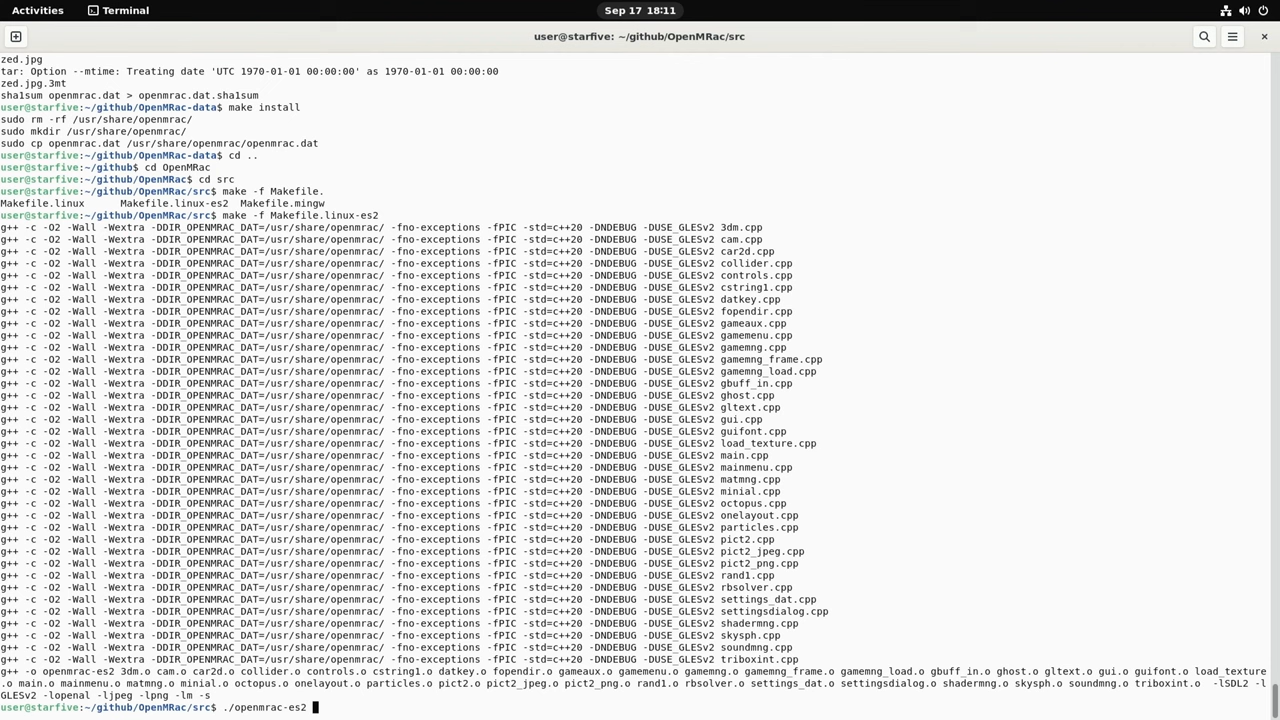 Activities
Terminal
Sep 17 18:11
user@starfive: ~/github/OpenMRac/src
zed.jpg
tar: Option --mtime: Treating date 'UTC 1970-01-01 00:00:00' as 1970-01-01 00:00:00
zed.jpg.3mt
sha1sum openmrac.dat > openmrac.dat.sha1sum
user@starfive:~/github/OpenMRac-data$ make install
sudo rm -rf /usr/share/openmrac/
sudo mkdir /usr/share/openmrac/
sudo cp openmrac.dat /usr/share/openmrac/openmrac.dat
user@starfive:~/github/OpenMRac-data$ cd ..
user@starfive:~/github$ cd OpenMRac
user@starfive:~/github/OpenMRac$ cd src
user@starfive:~/github/OpenMRac/src$ make -f Makefile.
Makefile.linux      Makefile.linux-es2  Makefile.mingw
user@starfive:~/github/OpenMRac/src$ make -f Makefile.linux-es2
g++ -c -O2 -Wall -Wextra -DDIR_OPENMRAC_DAT=/usr/share/openmrac/ -fno-exceptions -fPIC -std=c++20 -DNDEBUG -DUSE_GLESv2 3dm.cpp
g++ -c -O2 -Wall -Wextra -DDIR_OPENMRAC_DAT=/usr/share/openmrac/ -fno-exceptions -fPIC -std=c++20 -DNDEBUG -DUSE_GLESv2 cam.cpp
g++ -c -O2 -Wall -Wextra -DDIR_OPENMRAC_DAT=/usr/share/openmrac/ -fno-exceptions -fPIC -std=c++20 -DNDEBUG -DUSE_GLESv2 car2d.cpp
g++ -c -O2 -Wall -Wextra -DDIR_OPENMRAC_DAT=/usr/share/openmrac/ -fno-exceptions -fPIC -std=c++20 -DNDEBUG -DUSE_GLESv2 collider.cpp
g++ -c -O2 -Wall -Wextra -DDIR_OPENMRAC_DAT=/usr/share/openmrac/ -fno-exceptions -fPIC -std=c++20 -DNDEBUG -DUSE_GLESv2 controls.cpp
g++ -c -O2 -Wall -Wextra -DDIR_OPENMRAC_DAT=/usr/share/openmrac/ -fno-exceptions -fPIC -std=c++20 -DNDEBUG -DUSE_GLESv2 cstring1.cpp
g++ -c -O2 -Wall -Wextra -DDIR_OPENMRAC_DAT=/usr/share/openmrac/ -fno-exceptions -fPIC -std=c++20 -DNDEBUG -DUSE_GLESv2 datkey.cpp
g++ -c -O2 -Wall -Wextra -DDIR_OPENMRAC_DAT=/usr/share/openmrac/ -fno-exceptions -fPIC -std=c++20 -DNDEBUG -DUSE_GLESv2 fopendir.cpp
g++ -c -O2 -Wall -Wextra -DDIR_OPENMRAC_DAT=/usr/share/openmrac/ -fno-exceptions -fPIC -std=c++20 -DNDEBUG -DUSE_GLESv2 gameaux.cpp
g++ -c -O2 -Wall -Wextra -DDIR_OPENMRAC_DAT=/usr/share/openmrac/ -fno-exceptions -fPIC -std=c++20 -DNDEBUG -DUSE_GLESv2 gamemenu.cpp
g++ -c -O2 -Wall -Wextra -DDIR_OPENMRAC_DAT=/usr/share/openmrac/ -fno-exceptions -fPIC -std=c++20 -DNDEBUG -DUSE_GLESv2 gamemng.cpp
g++ -c -O2 -Wall -Wextra -DDIR_OPENMRAC_DAT=/usr/share/openmrac/ -fno-exceptions -fPIC -std=c++20 -DNDEBUG -DUSE_GLESv2 gamemng_frame.cpp
g++ -c -O2 -Wall -Wextra -DDIR_OPENMRAC_DAT=/usr/share/openmrac/ -fno-exceptions -fPIC -std=c++20 -DNDEBUG -DUSE_GLESv2 gamemng_load.cpp
g++ -c -O2 -Wall -Wextra -DDIR_OPENMRAC_DAT=/usr/share/openmrac/ -fno-exceptions -fPIC -std=c++20 -DNDEBUG -DUSE_GLESv2 gbuff_in.cpp
g++ -c -O2 -Wall -Wextra -DDIR_OPENMRAC_DAT=/usr/share/openmrac/ -fno-exceptions -fPIC -std=c++20 -DNDEBUG -DUSE_GLESv2 ghost.cpp
g++ -c -O2 -Wall -Wextra -DDIR_OPENMRAC_DAT=/usr/share/openmrac/ -fno-exceptions -fPIC -std=c++20 -DNDEBUG -DUSE_GLESv2 gltext.cpp
g++ -c -O2 -Wall -Wextra -DDIR_OPENMRAC_DAT=/usr/share/openmrac/ -fno-exceptions -fPIC -std=c++20 -DNDEBUG -DUSE_GLESv2 gui.cpp
g++ -c -O2 -Wall -Wextra -DDIR_OPENMRAC_DAT=/usr/share/openmrac/ -fno-exceptions -fPIC -std=c++20 -DNDEBUG -DUSE_GLESv2 guifont.cpp
g++ -c -O2 -Wall -Wextra -DDIR_OPENMRAC_DAT=/usr/share/openmrac/ -fno-exceptions -fPIC -std=c++20 -DNDEBUG -DUSE_GLESv2 load_texture.cpp
g++ -c -O2 -Wall -Wextra -DDIR_OPENMRAC_DAT=/usr/share/openmrac/ -fno-exceptions -fPIC -std=c++20 -DNDEBUG -DUSE_GLESv2 main.cpp
g++ -c -O2 -Wall -Wextra -DDIR_OPENMRAC_DAT=/usr/share/openmrac/ -fno-exceptions -fPIC -std=c++20 -DNDEBUG -DUSE_GLESv2 mainmenu.cpp
g++ -c -O2 -Wall -Wextra -DDIR_OPENMRAC_DAT=/usr/share/openmrac/ -fno-exceptions -fPIC -std=c++20 -DNDEBUG -DUSE_GLESv2 matmng.cpp
g++ -c -O2 -Wall -Wextra -DDIR_OPENMRAC_DAT=/usr/share/openmrac/ -fno-exceptions -fPIC -std=c++20 -DNDEBUG -DUSE_GLESv2 minial.cpp
g++ -c -O2 -Wall -Wextra -DDIR_OPENMRAC_DAT=/usr/share/openmrac/ -fno-exceptions -fPIC -std=c++20 -DNDEBUG -DUSE_GLESv2 octopus.cpp
g++ -c -O2 -Wall -Wextra -DDIR_OPENMRAC_DAT=/usr/share/openmrac/ -fno-exceptions -fPIC -std=c++20 -DNDEBUG -DUSE_GLESv2 onelayout.cpp
g++ -c -O2 -Wall -Wextra -DDIR_OPENMRAC_DAT=/usr/share/openmrac/ -fno-exceptions -fPIC -std=c++20 -DNDEBUG -DUSE_GLESv2 particles.cpp
g++ -c -O2 -Wall -Wextra -DDIR_OPENMRAC_DAT=/usr/share/openmrac/ -fno-exceptions -fPIC -std=c++20 -DNDEBUG -DUSE_GLESv2 pict2.cpp
g++ -c -O2 -Wall -Wextra -DDIR_OPENMRAC_DAT=/usr/share/openmrac/ -fno-exceptions -fPIC -std=c++20 -DNDEBUG -DUSE_GLESv2 pict2_jpeg.cpp
g++ -c -O2 -Wall -Wextra -DDIR_OPENMRAC_DAT=/usr/share/openmrac/ -fno-exceptions -fPIC -std=c++20 -DNDEBUG -DUSE_GLESv2 pict2_png.cpp
g++ -c -O2 -Wall -Wextra -DDIR_OPENMRAC_DAT=/usr/share/openmrac/ -fno-exceptions -fPIC -std=c++20 -DNDEBUG -DUSE_GLESv2 rand1.cpp
g++ -c -O2 -Wall -Wextra -DDIR_OPENMRAC_DAT=/usr/share/openmrac/ -fno-exceptions -fPIC -std=c++20 -DNDEBUG -DUSE_GLESv2 rbsolver.cpp
g++ -c -O2 -Wall -Wextra -DDIR_OPENMRAC_DAT=/usr/share/openmrac/ -fno-exceptions -fPIC -std=c++20 -DNDEBUG -DUSE_GLESv2 settings_dat.cpp
g++ -c -O2 -Wall -Wextra -DDIR_OPENMRAC_DAT=/usr/share/openmrac/ -fno-exceptions -fPIC -std=c++20 -DNDEBUG -DUSE_GLESv2 settingsdialog.cpp
g++ -c -O2 -Wall -Wextra -DDIR_OPENMRAC_DAT=/usr/share/openmrac/ -fno-exceptions -fPIC -std=c++20 -DNDEBUG -DUSE_GLESv2 shadermng.cpp
g++ -c -O2 -Wall -Wextra -DDIR_OPENMRAC_DAT=/usr/share/openmrac/ -fno-exceptions -fPIC -std=c++20 -DNDEBUG -DUSE_GLESv2 skysph.cpp
g++ -c -O2 -Wall -Wextra -DDIR_OPENMRAC_DAT=/usr/share/openmrac/ -fno-exceptions -fPIC -std=c++20 -DNDEBUG -DUSE_GLESv2 soundmng.cpp
g++ -c -O2 -Wall -Wextra -DDIR_OPENMRAC_DAT=/usr/share/openmrac/ -fno-exceptions -fPIC -std=c++20 -DNDEBUG -DUSE_GLESv2 triboxint.cpp
g++ -o openmrac-es2 3dm.o cam.o car2d.o collider.o controls.o cstring1.o datkey.o fopendir.o gameaux.o gamemenu.o gamemng.o gamemng_frame.o gamemng_load.o gbuff_in.o ghost.o gltext.o gui.o guifont.o load_texture
.o main.o mainmenu.o matmng.o minial.o octopus.o onelayout.o particles.o pict2.o pict2_jpeg.o pict2_png.o rand1.o rbsolver.o settings_dat.o settingsdialog.o shadermng.o skysph.o soundmng.o triboxint.o  -lSDL2 -l
GLESv2 -lopenal -ljpeg -lpng -lm -s
user@starfive:~/github/OpenMRac/src$ ./openmrac-es2